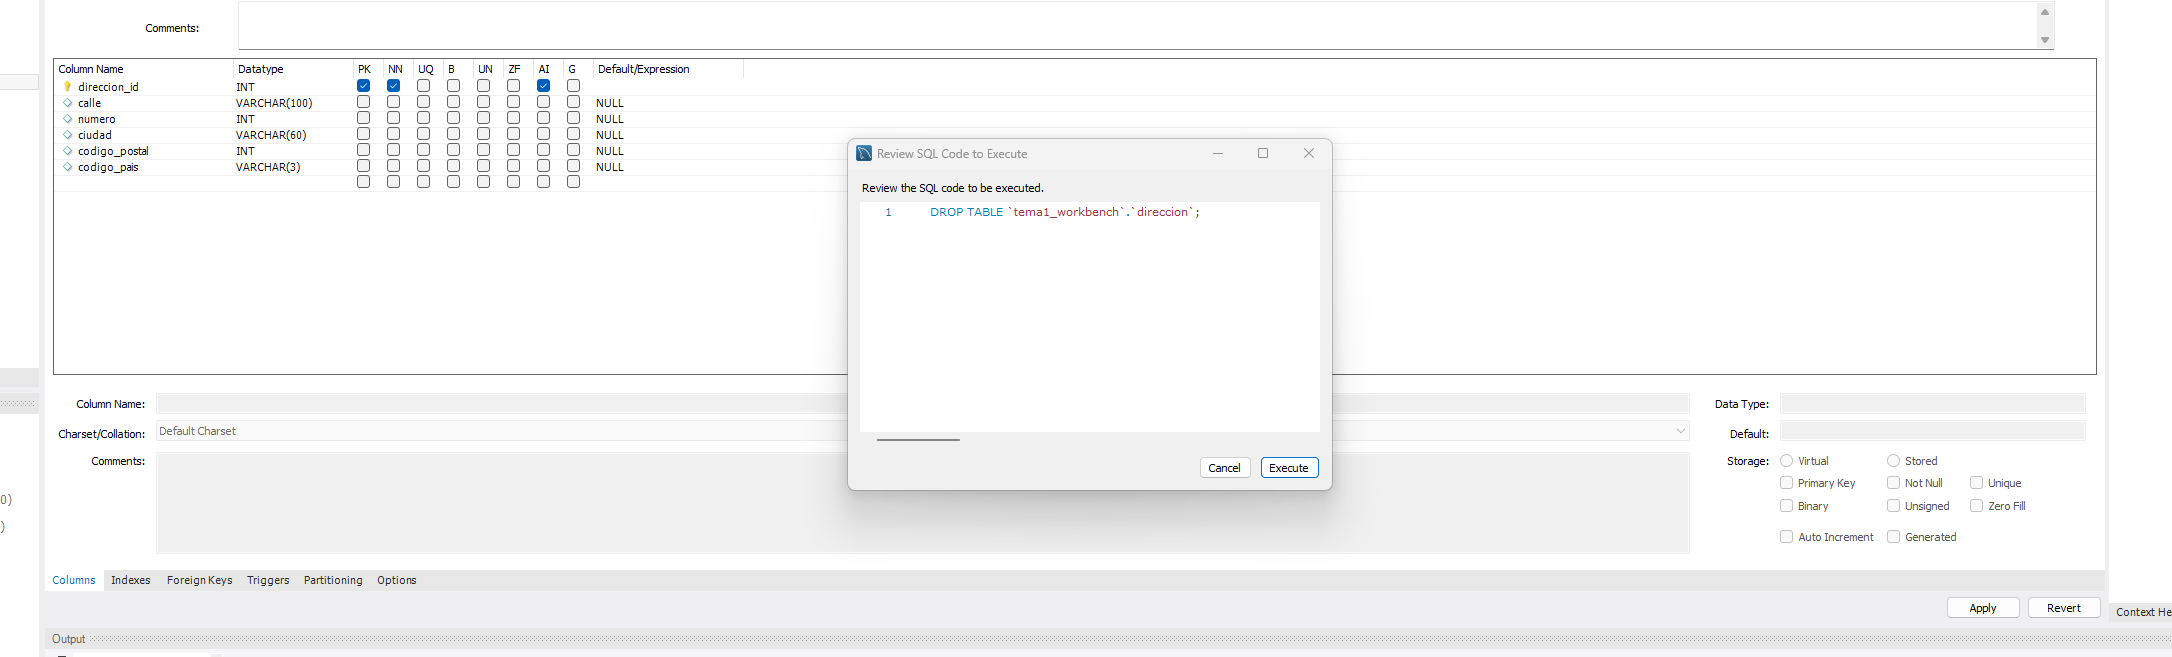 Comments:
Column Name Datatype PK NN UQ B UN ZF AI G Default/Expression
direccion_id INT
calle VARCHAR(100) NULL
numero INT NULL
ciudad VARCHAR(60) NULL
codigo_postal INT NULL
codigo_pais VARCHAR(3) NULL
Review SQL Code to Execute
Review the SQL code to be executed.
1 DROP TABLE `tema1_workbench`.`direccion`;
Cancel Execute
Column Name: Data Type:
Charset/Collation: Default Charset Default:
Comments: Storage: Virtual Stored
Primary Key Not Null Unique
0)
Binary Unsigned Zero Fill
)
Auto Increment Generated
Columns Indexes Foreign Keys Triggers Partitioning Options
Apply Revert
Context He
Output